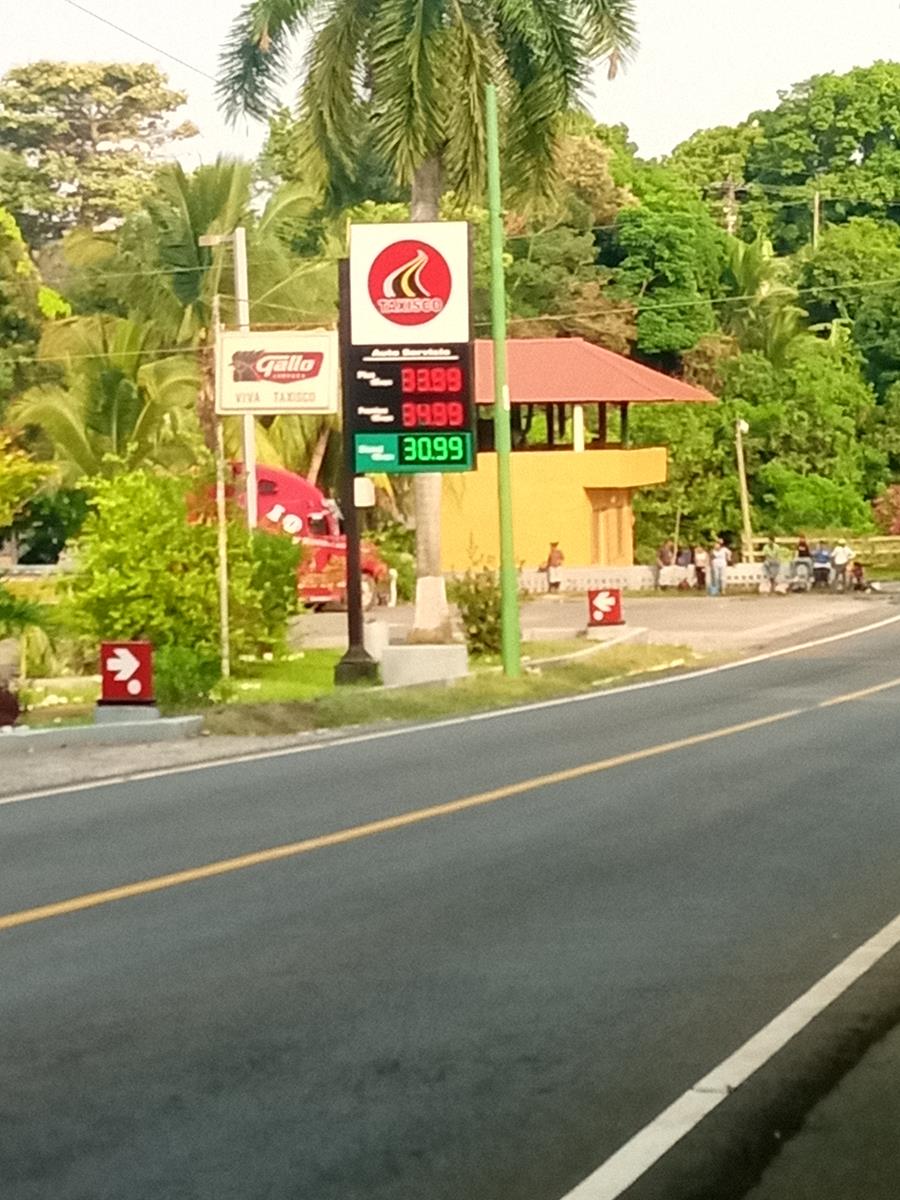 TAXISCO
Auto Servicio
33.99
34.99
30.99
Gallo
VIVA TAXISCO